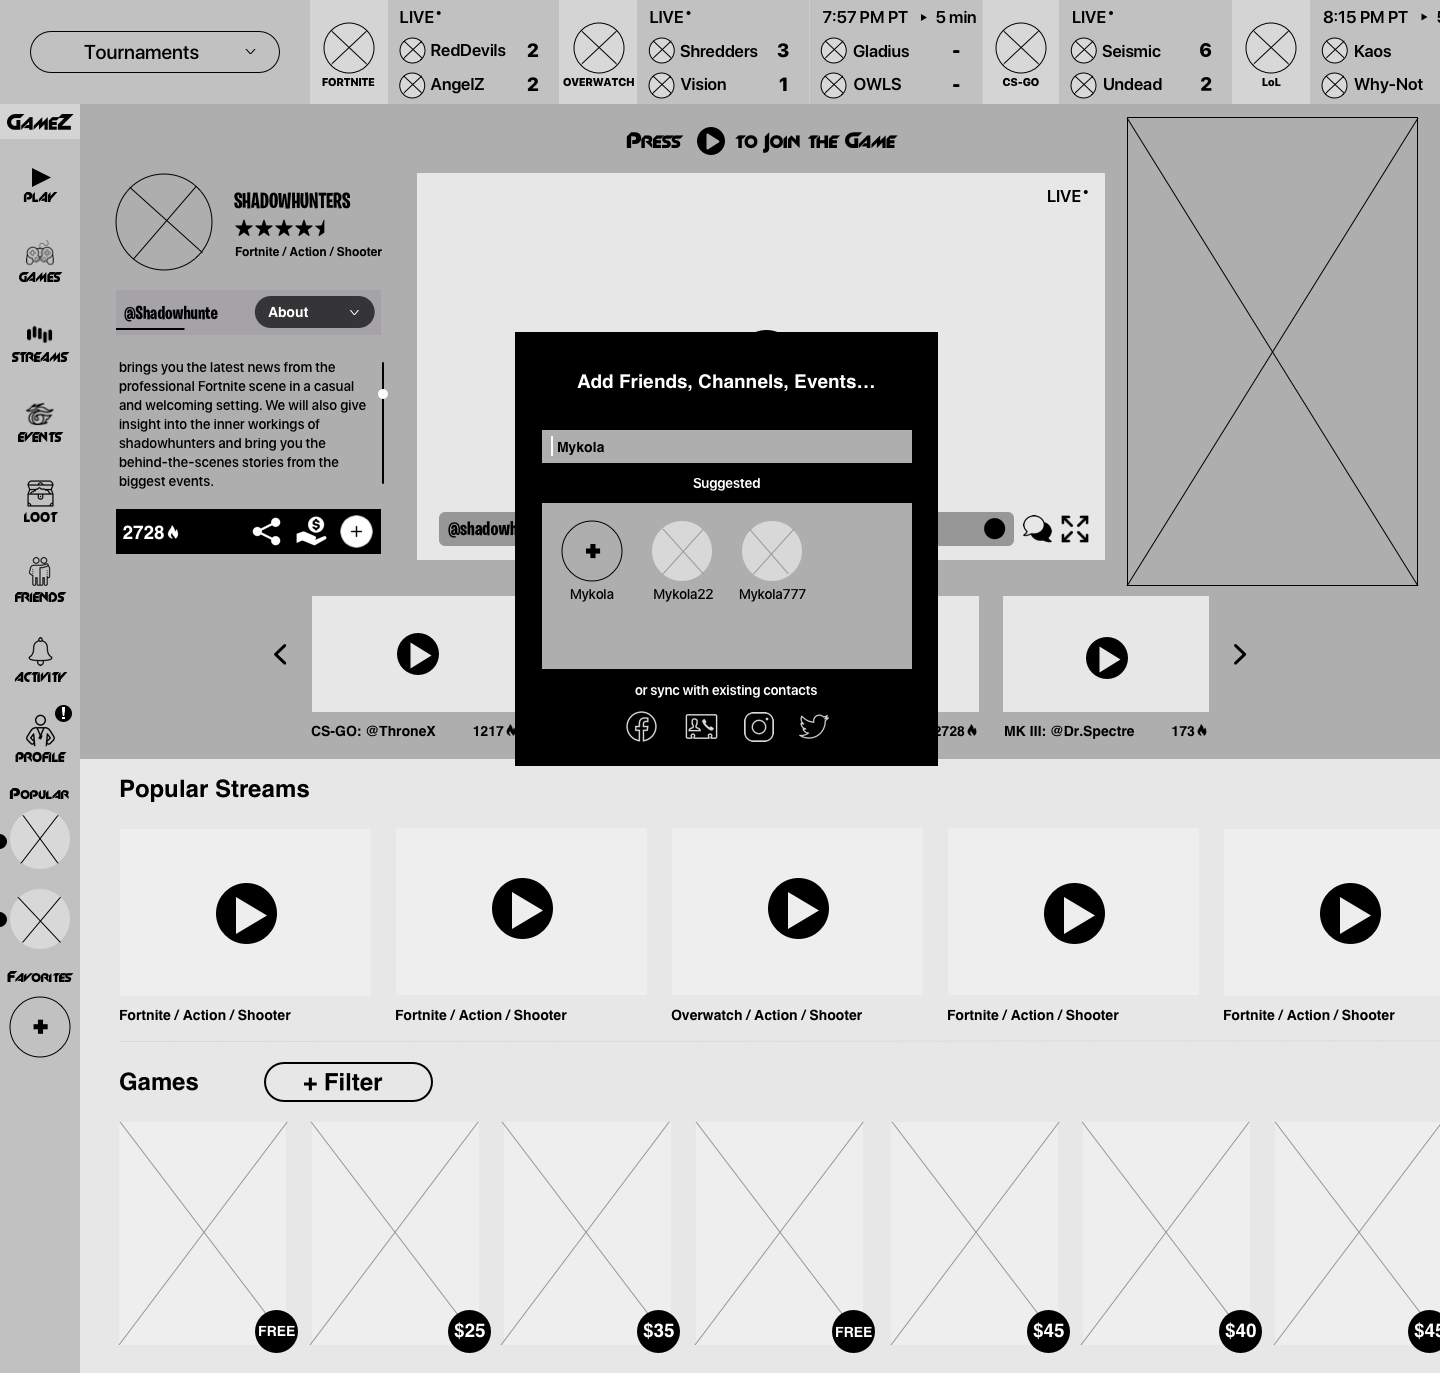 Tournaments
FORTNITE
LIVE
RedDevils 2
AngelZ 2
OVERWATCH
LIVE
Shredders 3
Vision 1
7:57 PM PT 5 min
Gladius -
OWLS -
CS-GO
LIVE
Seismic 6
Undead 2
LoL
8:15 PM PT
Kaos
Why-Not
GameZ
Play
Games
Streams
Events
Loot
Friends
Activity
!
Profile
Popular
Favorites
Press to Join the Game
SHADOWHUNTERS
Fortnite / Action / Shooter
@Shadowhunte
About
brings you the latest news from the
professional Fortnite scene in a casual
and welcoming setting. We will also give
insight into the inner workings of
shadowhunters and bring you the
behind-the-scenes stories from the
biggest events.
2728
LIVE
@shadowh
Add Friends, Channels, Events...
Mykola
Suggested
Mykola Mykola22 Mykola777
or sync with existing contacts
CS-GO: @ThroneX 1217
2728
MK III: @Dr.Spectre 173
Popular Streams
Fortnite / Action / Shooter
Fortnite / Action / Shooter
Overwatch / Action / Shooter
Fortnite / Action / Shooter
Fortnite / Action / Shooter
Games
+ Filter
FREE
$25
$35
FREE
$45
$40
$45